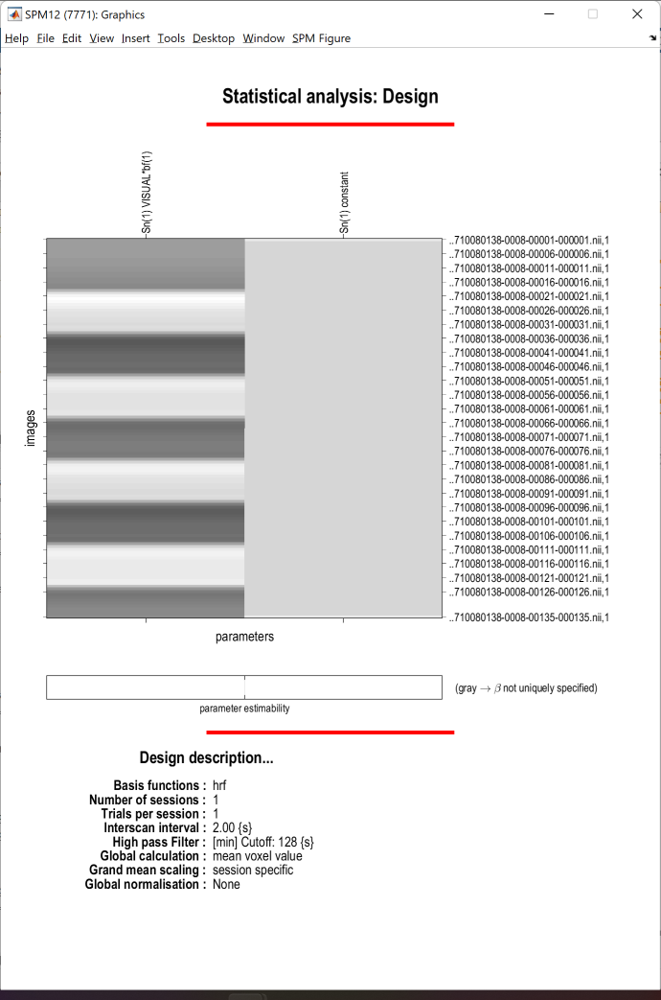 SPM12 (7771): Graphics
Help File Edit View Insert Tools Desktop Window SPM Figure
Statistical analysis: Design
Sn(1) VISUAL*bf(1)
Sn(1) constant
..710080138-0008-00001-000001.nii,1
..710080138-0008-00006-000006.nii,1
..710080138-0008-00011-000011.nii,1
..710080138-0008-00016-000016.nii,1
..710080138-0008-00021-000021.nii,1
..710080138-0008-00026-000026.nii,1
..710080138-0008-00031-000031.nii,1
..710080138-0008-00036-000036.nii,1
..710080138-0008-00041-000041.nii,1
..710080138-0008-00046-000046.nii,1
..710080138-0008-00051-000051.nii,1
..710080138-0008-00056-000056.nii,1
..710080138-0008-00061-000061.nii,1
..710080138-0008-00066-000066.nii,1
..710080138-0008-00071-000071.nii,1
..710080138-0008-00076-000076.nii,1
..710080138-0008-00081-000081.nii,1
..710080138-0008-00086-000086.nii,1
..710080138-0008-00091-000091.nii,1
..710080138-0008-00096-000096.nii,1
..710080138-0008-00101-000101.nii,1
..710080138-0008-00106-000106.nii,1
..710080138-0008-00111-000111.nii,1
..710080138-0008-00116-000116.nii,1
..710080138-0008-00121-000121.nii,1
..710080138-0008-00126-000126.nii,1
..710080138-0008-00135-000135.nii,1
images
parameters
(gray → β not uniquely specified)
parameter estimability
Design description...
Basis functions : hrf
Number of sessions : 1
Trials per session : 1
Interscan interval : 2.00 {s}
High pass Filter : [min] Cutoff: 128 {s}
Global calculation : mean voxel value
Grand mean scaling : session specific
Global normalisation : None